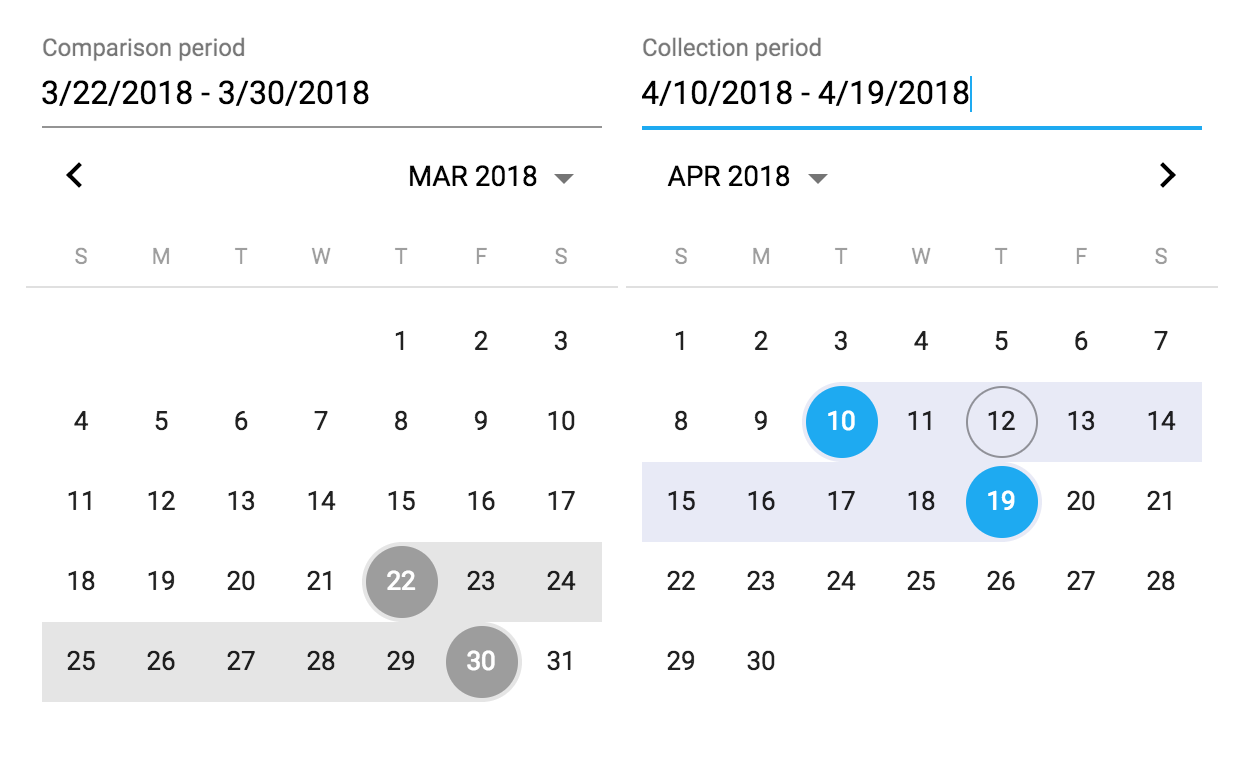 Comparison period
3/22/2018 - 3/30/2018
MAR 2018
S M T W T F S
1 2 3
4 5 6 7 8 9 10
11 12 13 14 15 16 17
18 19 20 21 22 23 24
25 26 27 28 29 30 31
Collection period
4/10/2018 - 4/19/2018
APR 2018
S M T W T F S
1 2 3 4 5 6 7
8 9 10 11 12 13 14
15 16 17 18 19 20 21
22 23 24 25 26 27 28
29 30